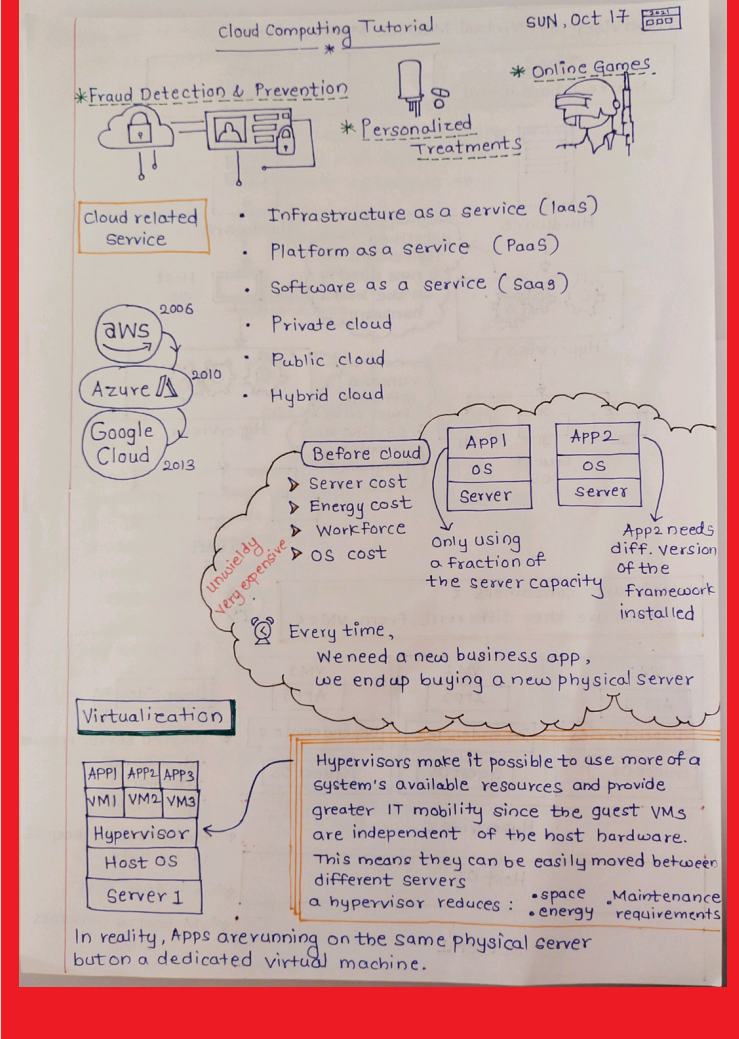 Cloud Computing Tutorial
SUN, Oct 17
2021
*Fraud Detection & Prevention
* Personalized
Treatments
* Online Games
Cloud related
Service
• Infrastructure as a service (IaaS)
• Platform as a service (PaaS)
• Software as a service (SaaS)
• Private cloud
• Public cloud
• Hybrid cloud
aws
2006
Azure
2010
Google
Cloud
2013
Before cloud
Server cost
Energy cost
Workforce
OS cost
Unwieldy
very expensive
APP1
OS
Server
APP2
OS
Server
Only using
a fraction of
the server capacity
App2 needs
diff. version
of the
framework
installed
Every time,
We need a new business app,
we end up buying a new physical server
Virtualization
APP1 APP2 APP3
VM1 VM2 VM3
Hypervisor
Host OS
Server 1
Hypervisors make it possible to use more of a
system's available resources and provide
greater IT mobility since the guest VMs
are independent of the host hardware.
This means they can be easily moved between
different servers
a hypervisor reduces : •space •Maintenance
•energy requirements
In reality, Apps are running on the same physical server
but on a dedicated virtual machine.